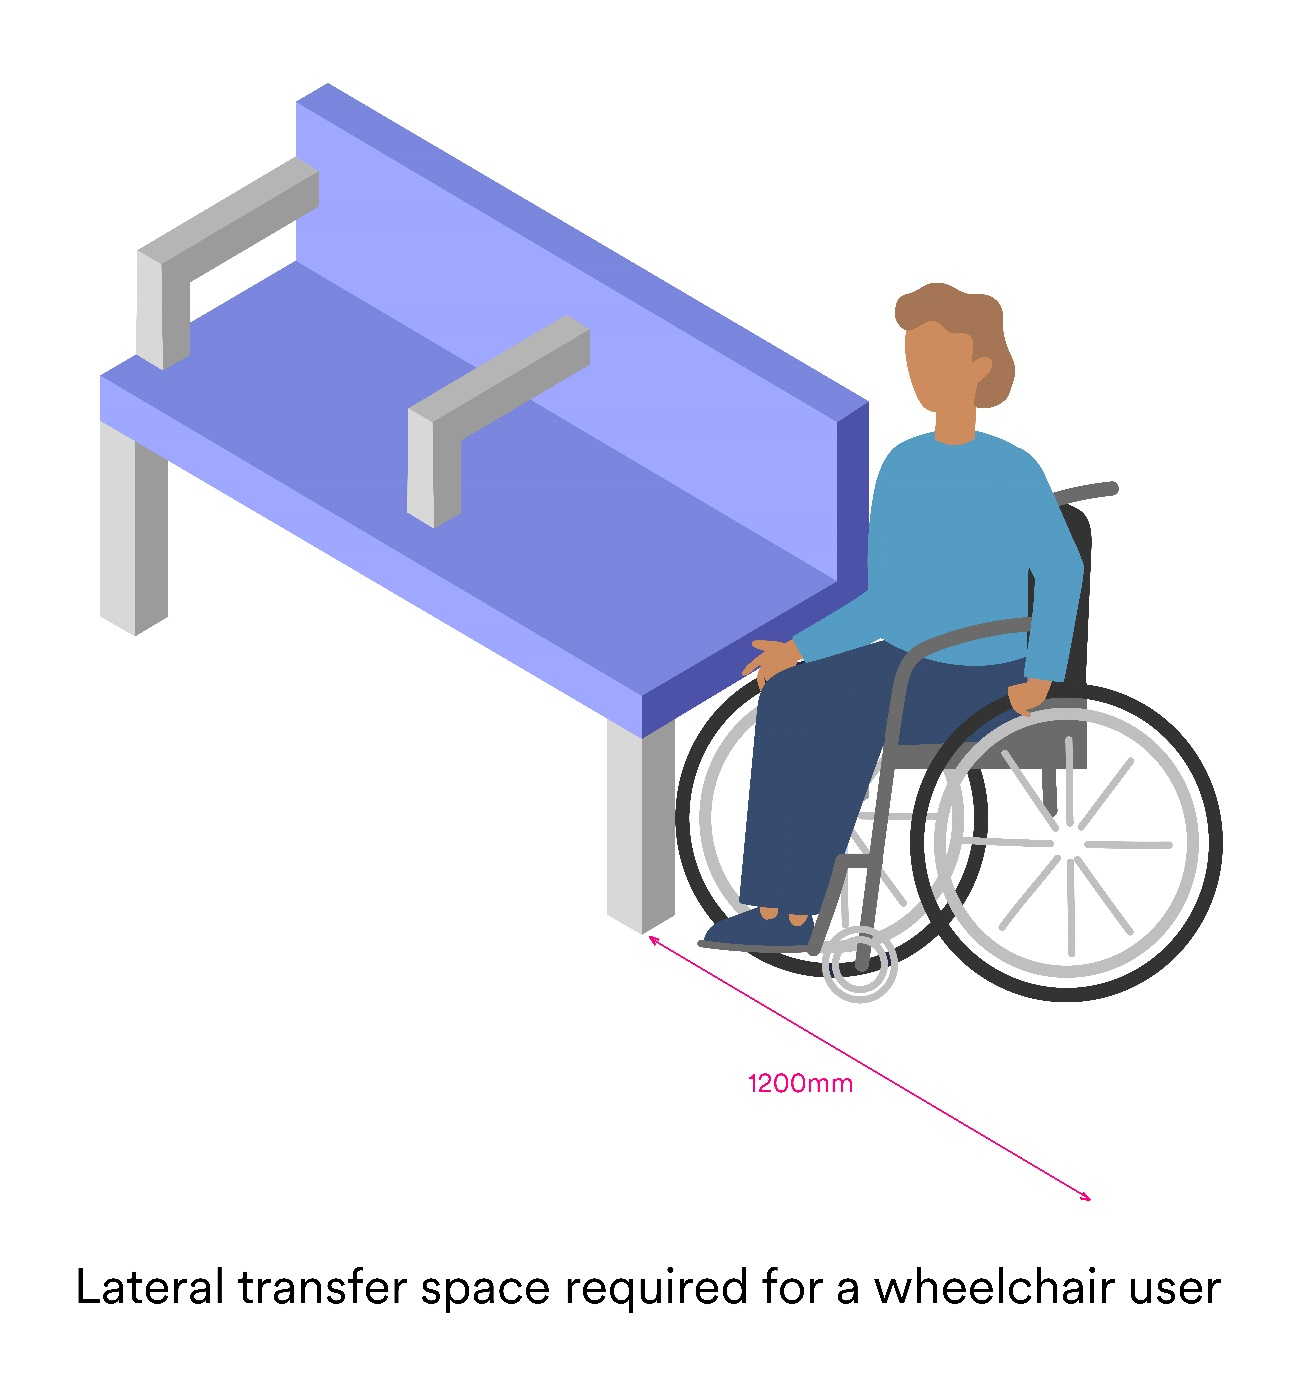 1200mm
Lateral transfer space required for a wheelchair user